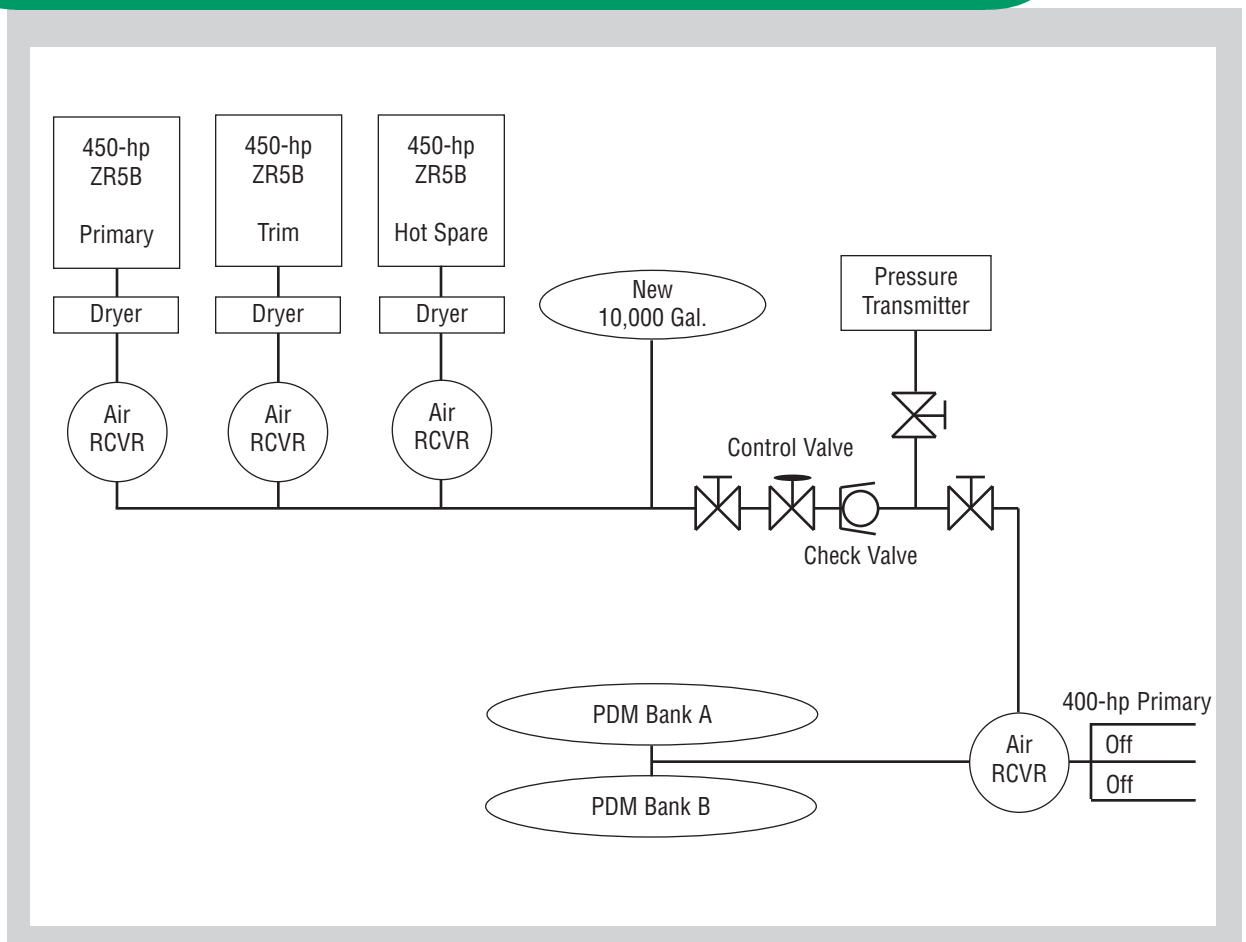 450-hp
ZR5B
Primary
450-hp
ZR5B
Trim
450-hp
ZR5B
Hot Spare
Dryer
Dryer
Dryer
Air
RCVR
Air
RCVR
Air
RCVR
New
10,000 Gal.
Pressure
Transmitter
Control Valve
Check Valve
PDM Bank A
PDM Bank B
Air
RCVR
400-hp Primary
Off
Off